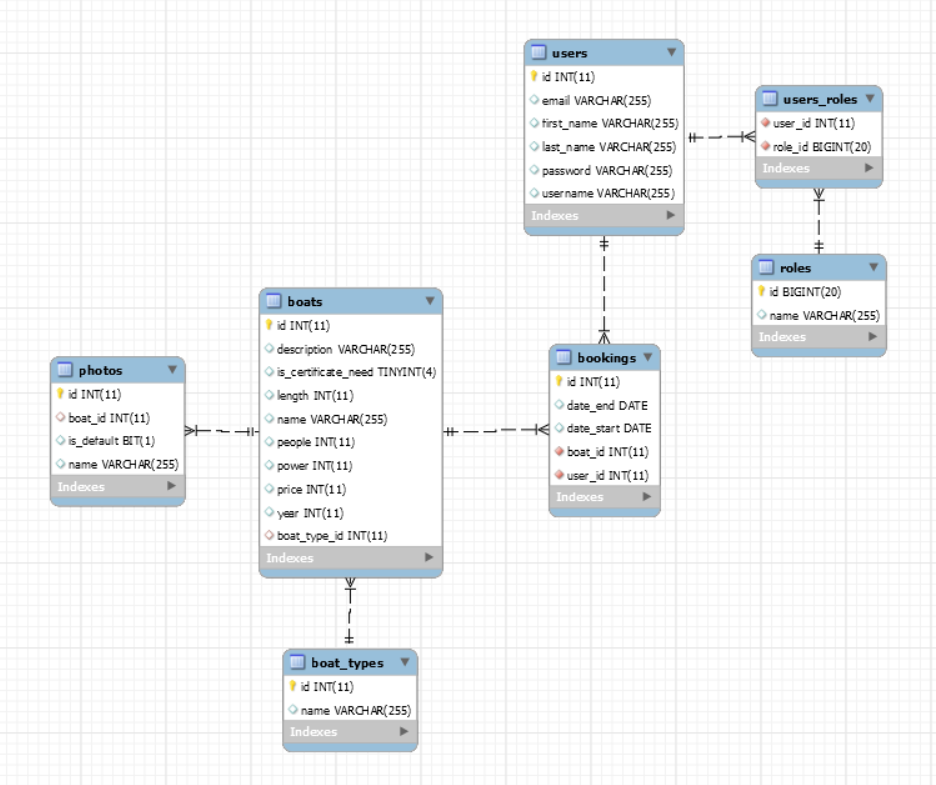 users
id INT(11)
email VARCHAR(255)
first_name VARCHAR(255)
last_name VARCHAR(255)
password VARCHAR(255)
username VARCHAR(255)
Indexes
users_roles
user_id INT(11)
role_id BIGINT(20)
Indexes
roles
id BIGINT(20)
name VARCHAR(255)
Indexes
boats
id INT(11)
description VARCHAR(255)
is_certificate_need TINYINT(4)
length INT(11)
name VARCHAR(255)
people INT(11)
power INT(11)
price INT(11)
year INT(11)
boat_type_id INT(11)
Indexes
photos
id INT(11)
boat_id INT(11)
is_default BIT(1)
name VARCHAR(255)
Indexes
bookings
id INT(11)
date_end DATE
date_start DATE
boat_id INT(11)
user_id INT(11)
Indexes
boat_types
id INT(11)
name VARCHAR(255)
Indexes